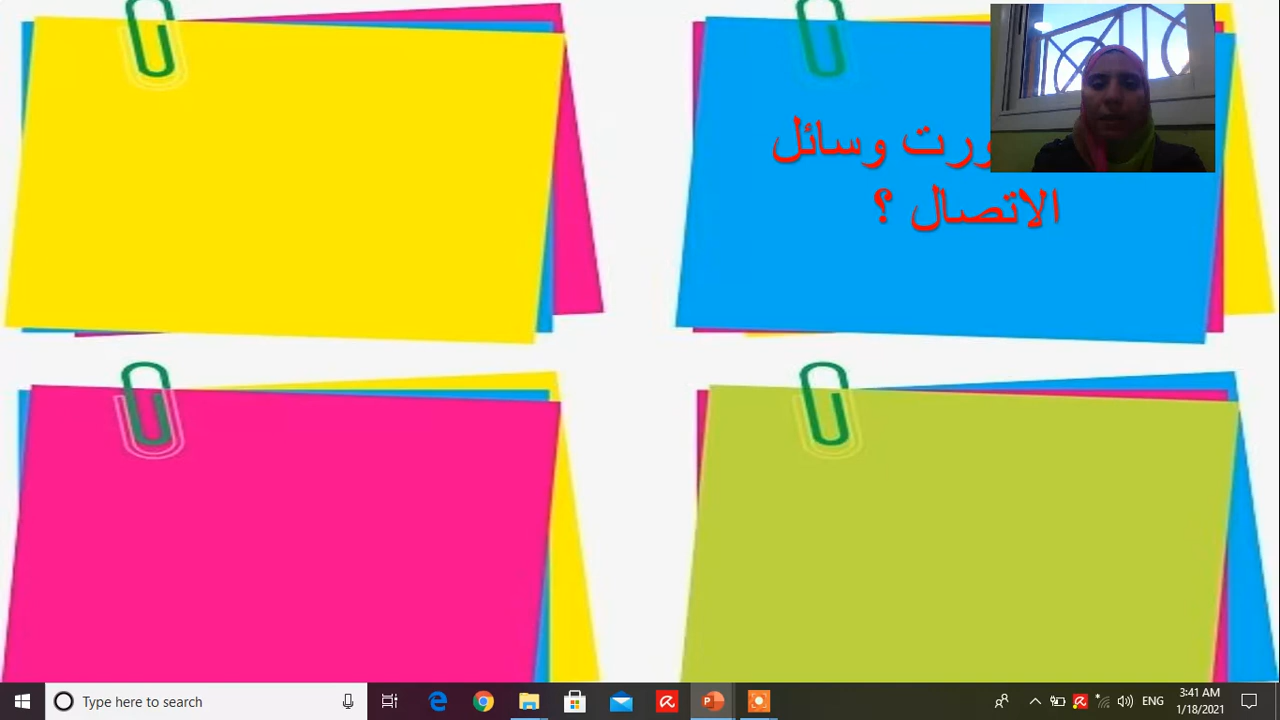 وسائل
الاتصال ؟
Type here to search
ENG
3:41 AM
1/18/2021